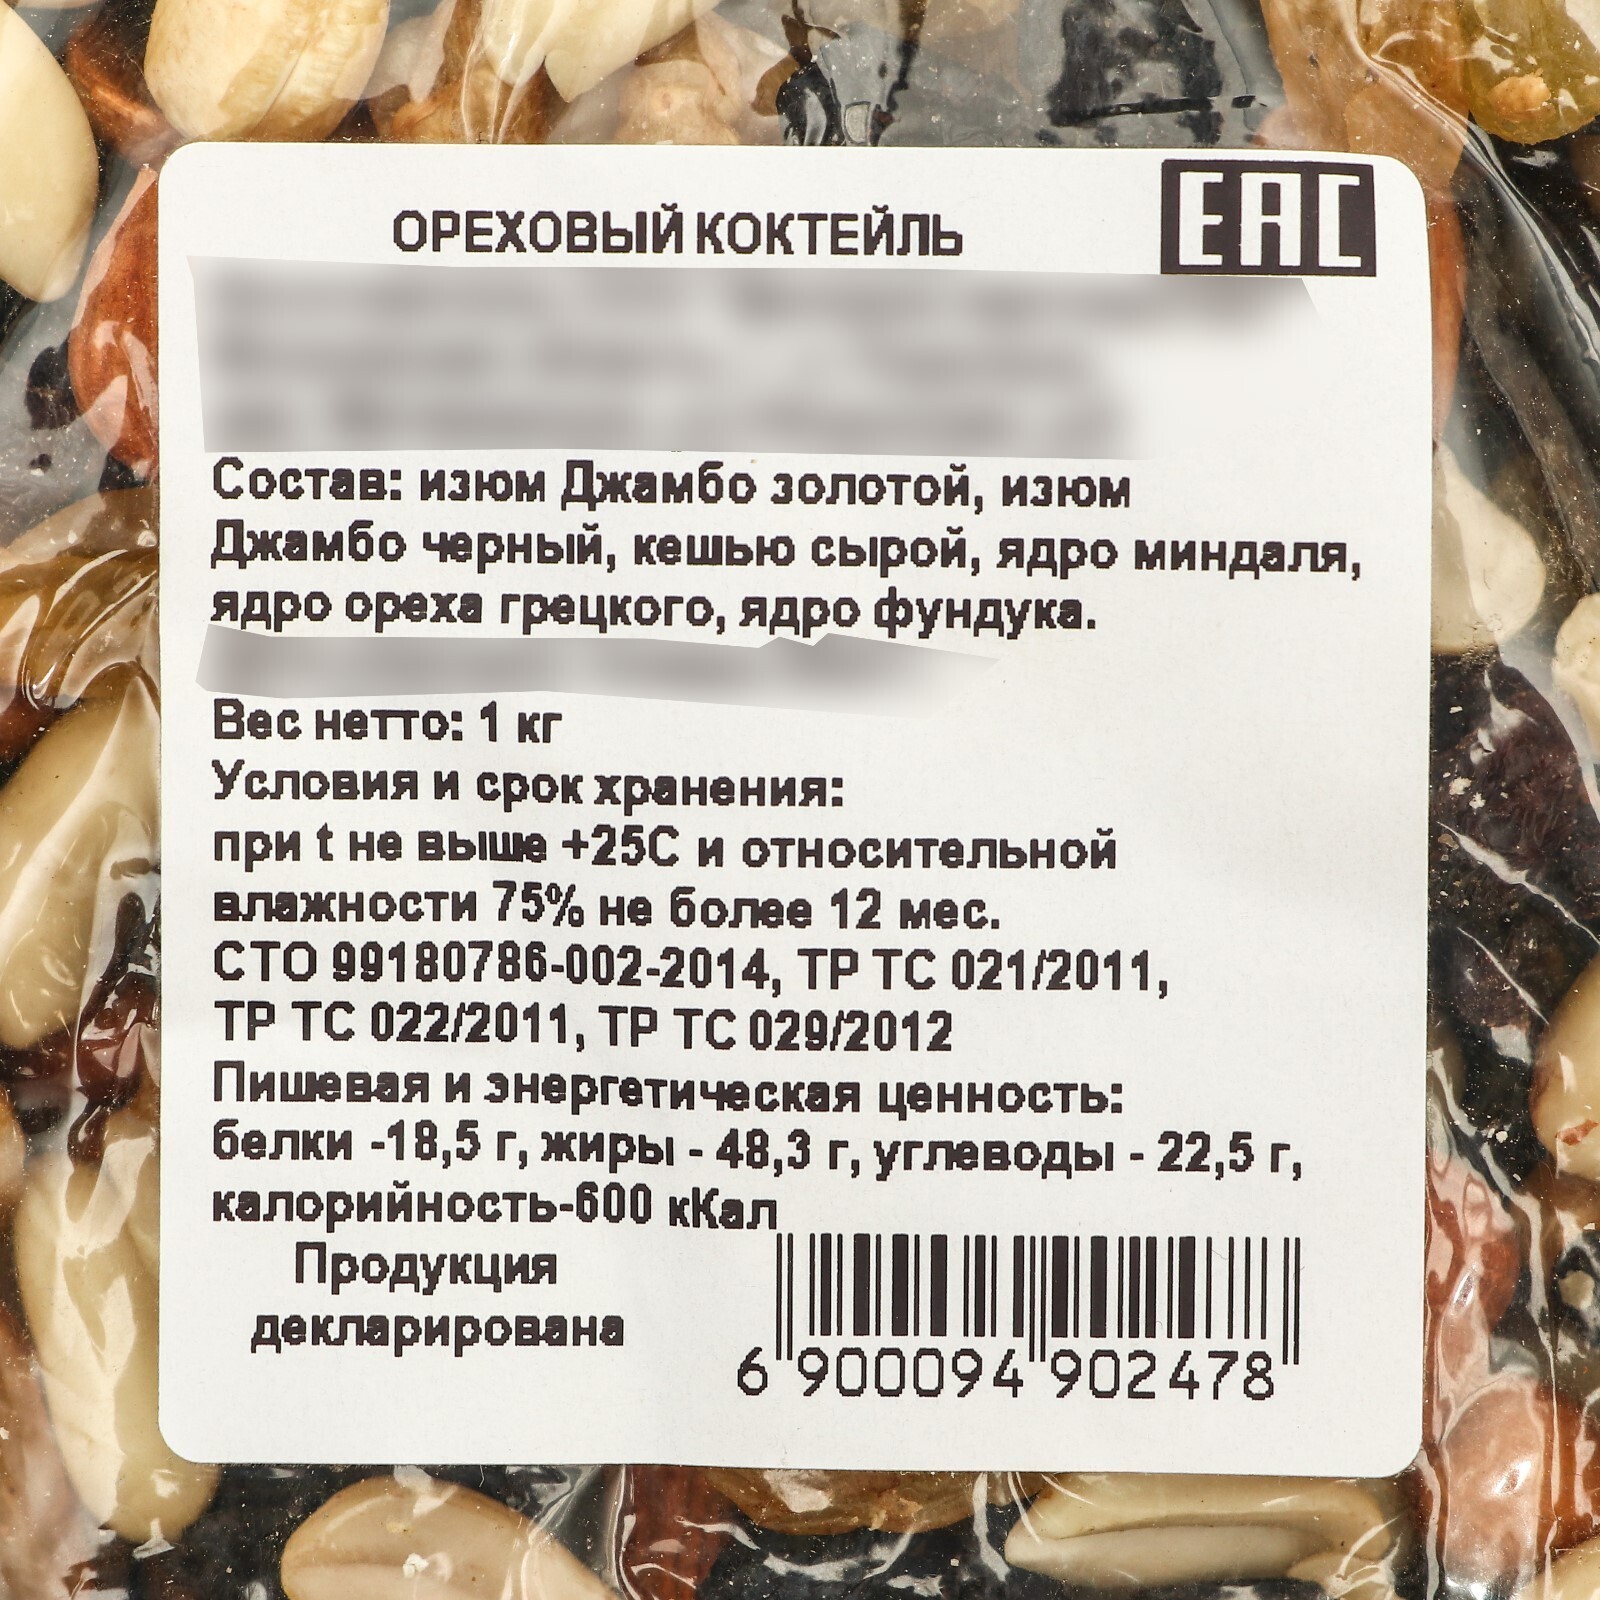 ОРЕХОВЫЙ КОКТЕЙЛЬ
EAC
Состав: изюм Джамбо золотой, изюм
Джамбо черный, кешью сырой, ядро миндаля,
ядро ореха грецкого, ядро фундука.
Вес нетто: 1 кг
Условия и срок хранения:
при t не выше +25С и относительной
влажности 75% не более 12 мес.
СТО 99180786-002-2014, ТР ТС 021/2011,
ТР ТС 022/2011, ТР ТС 029/2012
Пишевая и энергетическая ценность:
белки -18,5 г, жиры - 48,3 г, углеводы - 22,5 г,
калорийность-600 кКал
Продукция
декларирована
6 900094 902478